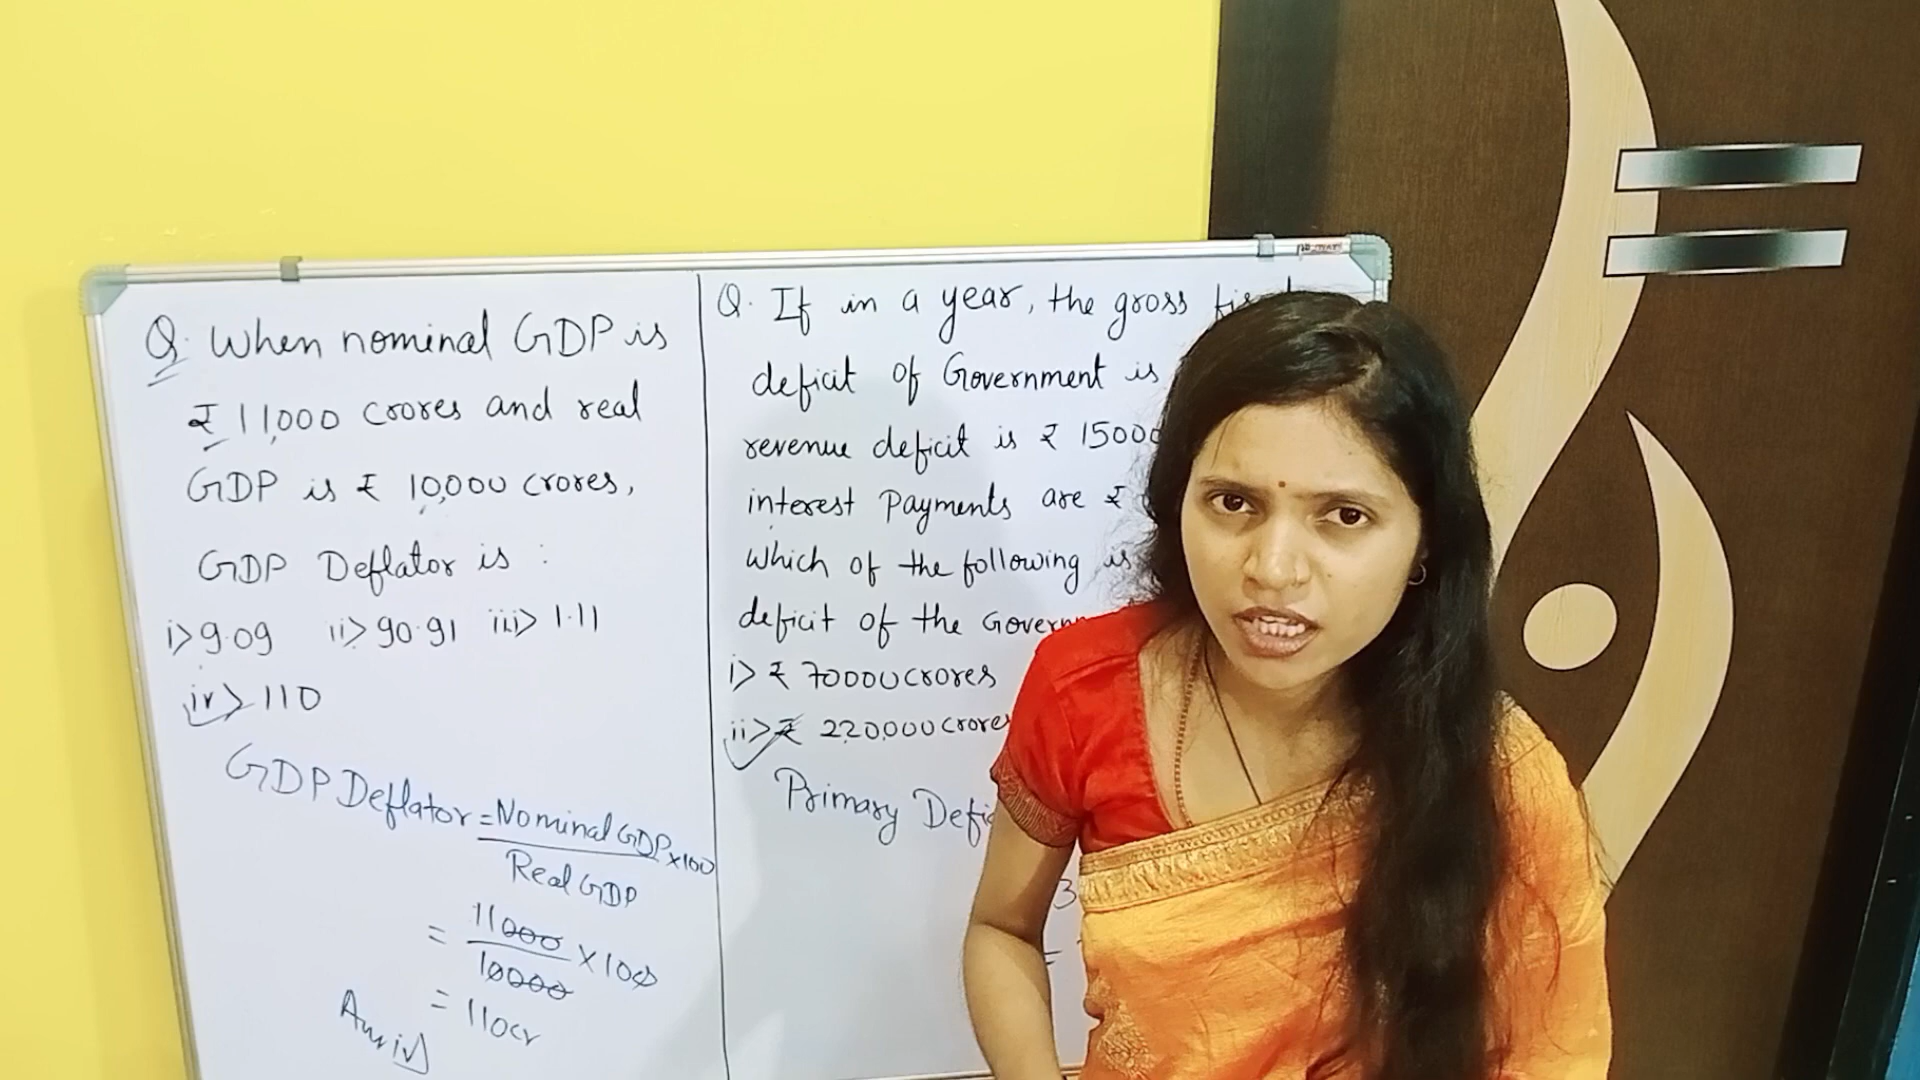 Q. When nominal GDP is
₹ 11,000 crores and real
GDP is ₹ 10,000 crores,
GDP Deflator is :
i> 9.09 ii> 90.91 iii> 1.11
iv> 110
GDP Deflator = Nominal GDP ×100
Real GDP
= 11000
10000 ×100
= 110cr
Ans iv)
Q. If in a year, the gross
deficit of Government is
revenue deficit is ₹ 15000
interest payments are ₹
which of the following is
deficit of the
i> ₹ 70000 crores
ii> ₹ 220000 crores
Primary
3
=